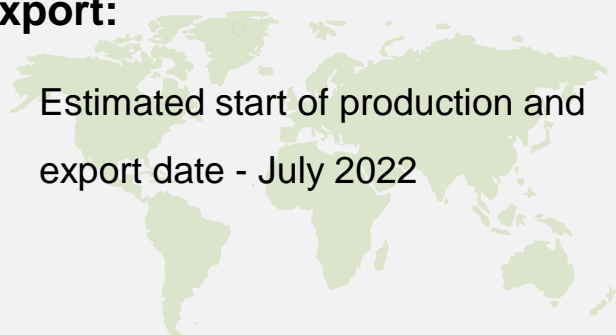 xport:
Estimated start of production and
export date - July 2022